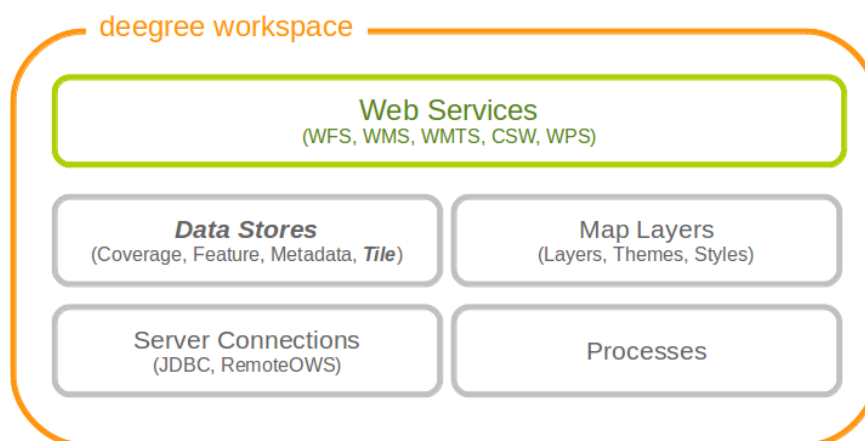 deegree workspace
Web Services
(WFS, WMS, WMTS, CSW, WPS)
Data Stores
(Coverage, Feature, Metadata, Tile)
Map Layers
(Layers, Themes, Styles)
Server Connections
(JDBC, RemoteOWS)
Processes